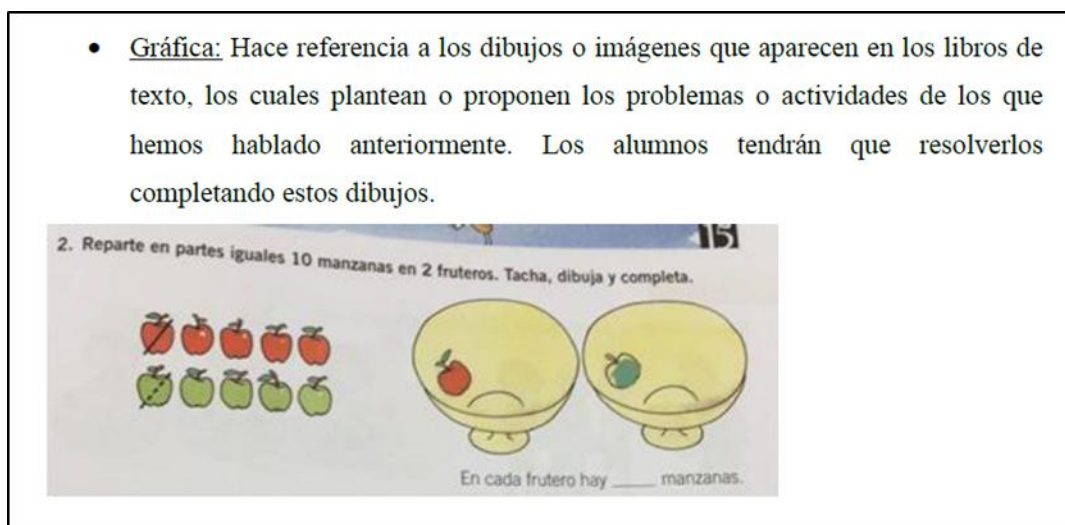 • Gráfica: Hace referencia a los dibujos o imágenes que aparecen en los libros de
texto, los cuales plantean o proponen los problemas o actividades de los que
hemos hablado anteriormente. Los alumnos tendrán que resolverlos
completando estos dibujos.
15
2. Reparte en partes iguales 10 manzanas en 2 fruteros. Tacha, dibuja y completa.
En cada frutero hay _____ manzanas.